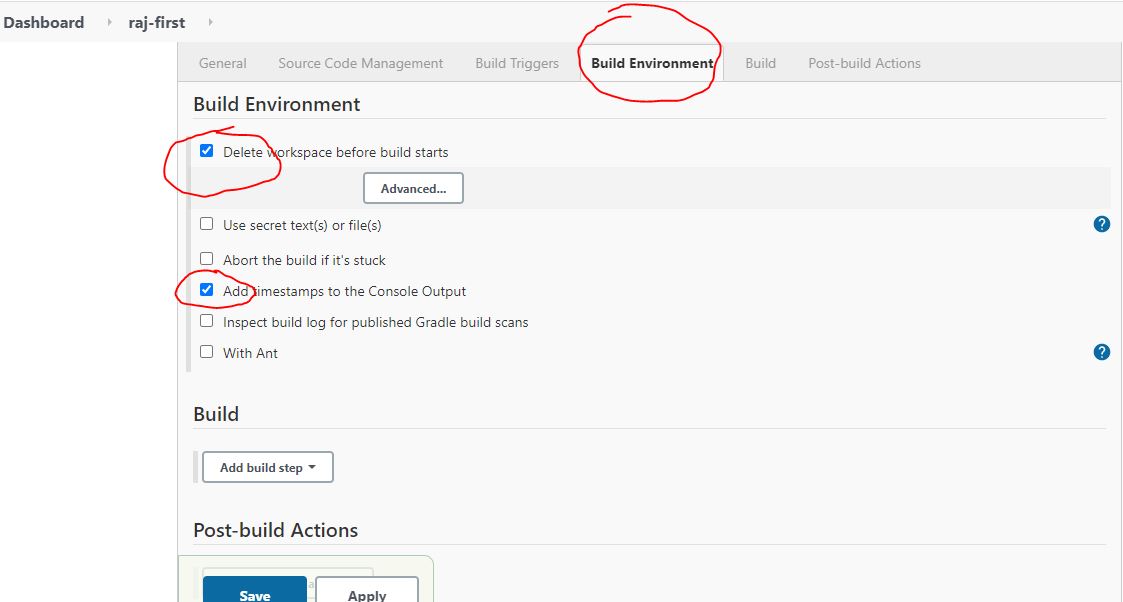 Dashboard raj-first
General Source Code Management Build Triggers Build Environment Build Post-build Actions
Build Environment
Delete workspace before build starts
Advanced...
Use secret text(s) or file(s) ?
Abort the build if it's stuck
Add timestamps to the Console Output
Inspect build log for published Gradle build scans
With Ant ?
Build
Add build step
Post-build Actions
Save Apply